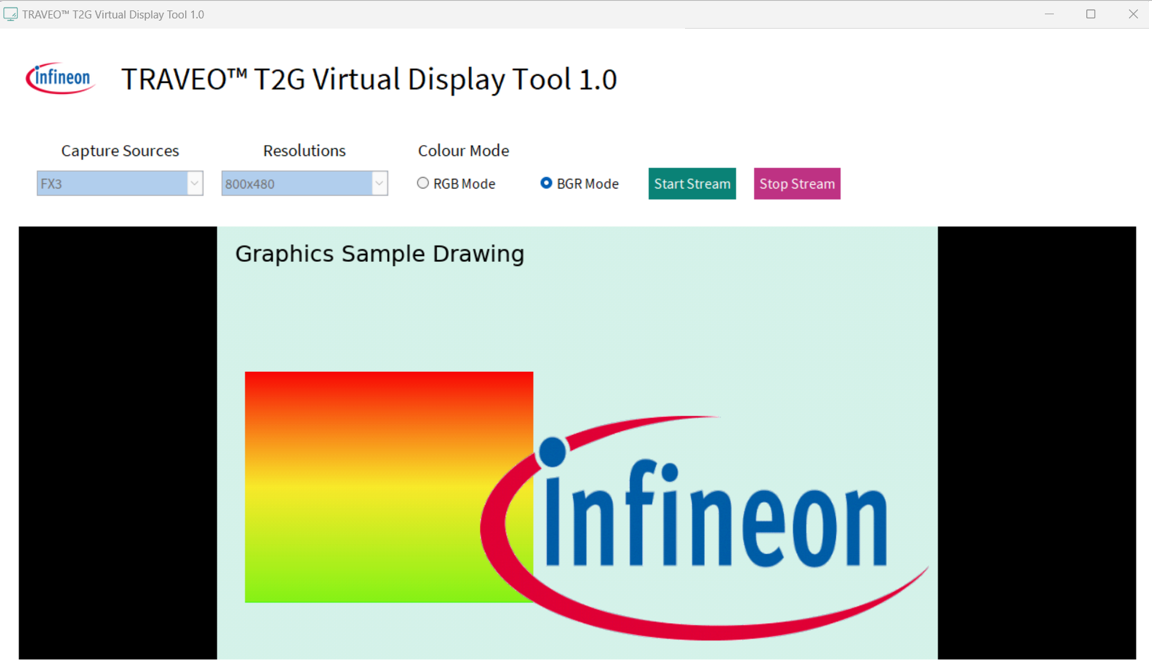 TRAVEO™ T2G Virtual Display Tool 1.0
infineon
TRAVEO™ T2G Virtual Display Tool 1.0
Capture Sources
Resolutions
Colour Mode
FX3
800x480
RGB Mode
BGR Mode
Start Stream
Stop Stream
Graphics Sample Drawing
infineon